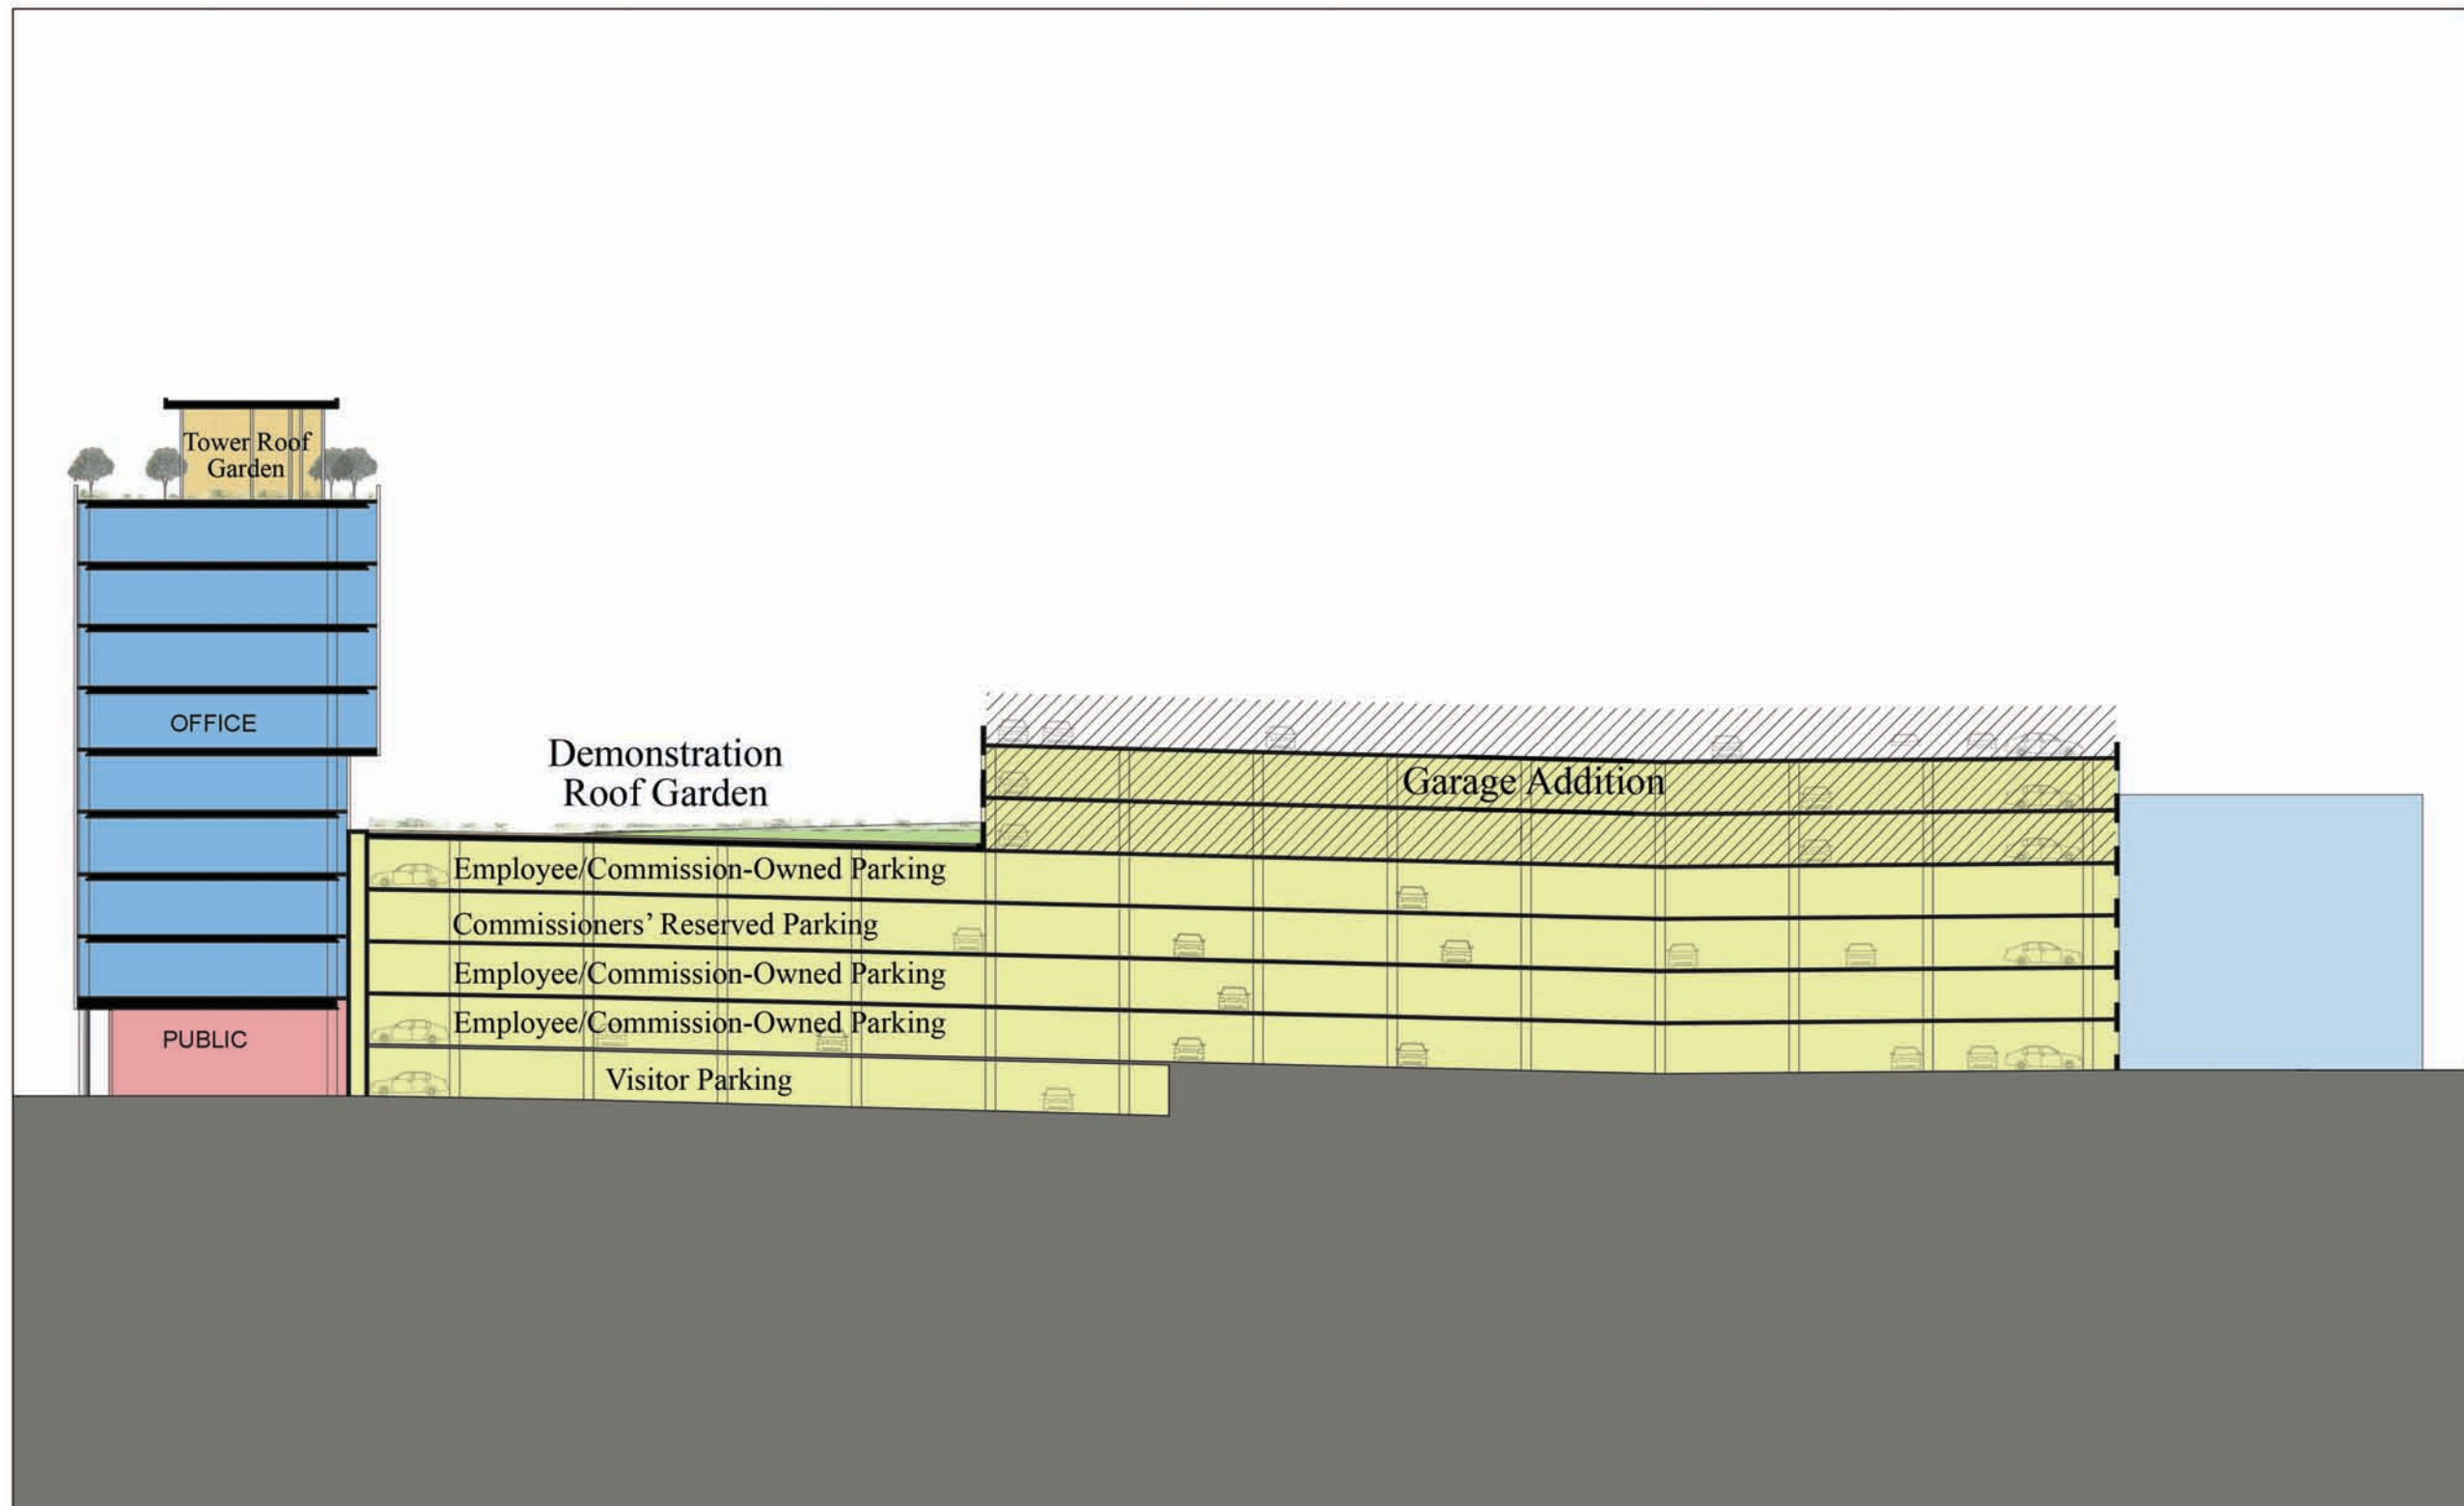 Tower Roof
Garden
OFFICE
Demonstration
Roof Garden
Garage Addition
Employee/Commission-Owned Parking
Commissioners’ Reserved Parking
Employee/Commission-Owned Parking
Employee/Commission-Owned Parking
PUBLIC
Visitor Parking